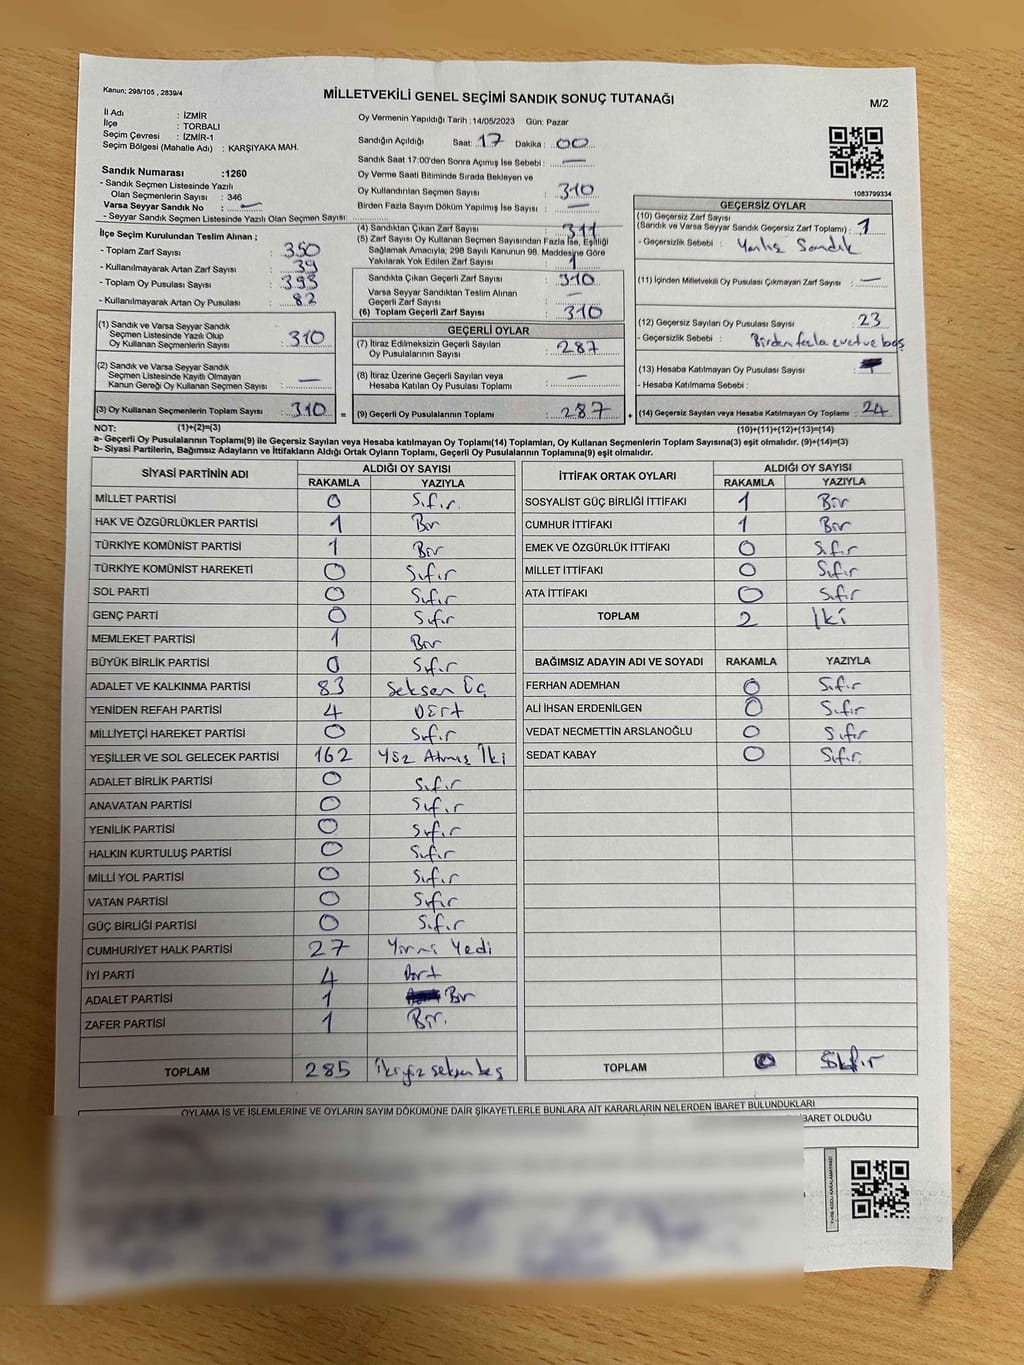 Kanun; 298/105 , 2839/4
MİLLETVEKİLİ GENEL SEÇİMİ SANDIK SONUÇ TUTANAĞI
M/2
İl Adı : İZMİR
İlçe : TORBALI
Seçim Çevresi : İZMİR-1
Seçim Bölgesi (Mahalle Adı) : KARŞIYAKA MAH.
Sandık Numarası :1260
- Sandık Seçmen Listesinde Yazılı
Olan Seçmenlerin Sayısı : 346
Varsa Seyyar Sandık No : —
- Seyyar Sandık Seçmen Listesinde Yazılı Olan Seçmen Sayısı:
Oy Vermenin Yapıldığı Tarih :14/05/2023 Gün: Pazar
Sandığın Açıldığı Saat: 17 Dakika : 00
Sandık Saat 17:00'den Sonra Açılmış İse Sebebi : —
Oy Verme Saati Bitiminde Sırada Bekleyen ve
Oy Kullandırılan Seçmen Sayısı : 310
Birden Fazla Sayım Döküm Yapılmış İse Sayısı : —
1083799334
İlçe Seçim Kurulundan Teslim Alınan ;
- Toplam Zarf Sayısı : 350
- Kullanılmayarak Artan Zarf Sayısı : 39
- Toplam Oy Pusulası : 393
- Kullanılmayarak Artan Oy Pusulası : 82
(1) Sandık ve Varsa Seyyar Sandık
Seçmen Listesinde Yazılı Olup
Oy Kullanan Seçmenlerin Sayısı : 310
(2) Sandık ve Varsa Seyyar Sandık
Seçmen Listesinde Kayıtlı Olmayan
Kanun Gereği Oy Kullanan Seçmen Sayısı : —
(3) Oy Kullanan Seçmenlerin Toplam Sayısı : 310 =
(4) Sandıktan Çıkan Zarf Sayısı : 311
(5) Zarf Sayısı Oy Kullanan Seçmen Sayısından Fazla İse, Eşitliği
Sağlamak Amacıyla; 298 Sayılı Kanunun 98. Maddesine Göre
Yakılarak Yok Edilen Zarf Sayısı : 1
Sandıkta Çıkan Geçerli Zarf Sayısı : 310
Varsa Seyyar Sandıktan Teslim Alınan
Geçerli Zarf Sayısı : —
(6) Toplam Geçerli Zarf Sayısı : 310
GEÇERLİ OYLAR
(7) İtiraz Edilmeksizin Geçerli Sayılan
Oy Pusulalarının Sayısı : 287
(8) İtiraz Üzerine Geçerli Sayılan veya
Hesaba Katılan Oy Pusulası Toplamı : —
(9) Geçerli Oy Pusulalarının Toplamı : 287 +
GEÇERSİZ OYLAR
(10) Geçersiz Zarf Sayısı
(Sandık ve Varsa Seyyar Sandık Geçersiz Zarf Toplamı) : 1
- Geçersizlik Sebebi : Yanlış Sandık
(11) İçinden Milletvekili Oy Pusulası Çıkmayan Zarf Sayısı : —
(12) Geçersiz Sayılan Oy Pusulası Sayısı : 23
- Geçersizlik Sebebi : Birden fazla evet ve boş
(13) Hesaba Katılmayan Oy Pusulası Sayısı :
- Hesaba Katılmama Sebebi :
(14) Geçersiz Sayılan veya Hesaba Katılmayan Oy Toplamı : 24
NOT: (1)+(2)=(3) (10)+(11)+(12)+(13)=(14)
a- Geçerli Oy Pusulalarının Toplamı(9) ile Geçersiz Sayılan veya Hesaba katılmayan Oy Toplamı(14) Toplamları, Oy Kullanan Seçmenlerin Toplam Sayısına(3) eşit olmalıdır. (9)+(14)=(3)
b- Siyasi Partilerin, Bağımsız Adayların ve İttifakların Aldığı Ortak Oyların Toplamı, Geçerli Oy Pusulalarının Toplamına(9) eşit olmalıdır.
SİYASİ PARTİNİN ADI ALDIĞI OY SAYISI
RAKAMLA YAZIYLA
MİLLET PARTİSİ 0 Sıfır.
HAK VE ÖZGÜRLÜKLER PARTİSİ 1 Bir
TÜRKİYE KOMÜNİST PARTİSİ 1 Bir
TÜRKİYE KOMÜNİST HAREKETİ 0 Sıfır
SOL PARTİ 0 Sıfır
GENÇ PARTİ 0 Sıfır
MEMLEKET PARTİSİ 1 Bir
BÜYÜK BİRLİK PARTİSİ 0 Sıfır
ADALET VE KALKINMA PARTİSİ 83 Seksen Üç
YENİDEN REFAH PARTİSİ 4 Dört
MİLLİYETÇİ HAREKET PARTİSİ 0 Sıfır
YEŞİLLER VE SOL GELECEK PARTİSİ 162 Yüz Atmış İki
ADALET BİRLİK PARTİSİ 0 Sıfır
ANAVATAN PARTİSİ 0 Sıfır
YENİLİK PARTİSİ 0 Sıfır
HALKIN KURTULUŞ PARTİSİ 0 Sıfır
MİLLİ YOL PARTİSİ 0 Sıfır
VATAN PARTİSİ 0 Sıfır
GÜÇ BİRLİĞİ PARTİSİ 0 Sıfır
CUMHURİYET HALK PARTİSİ 27 Yirmi Yedi
İYİ PARTİ 4 Dört
ADALET PARTİSİ 1 Bir
ZAFER PARTİSİ 1 Bir.
TOPLAM 285 İkiyüz seksen beş
İTTİFAK ORTAK OYLARI ALDIĞI OY SAYISI
RAKAMLA YAZIYLA
SOSYALİST GÜÇ BİRLİĞİ İTTİFAKI 1 Bir
CUMHUR İTTİFAKI 1 Bir
EMEK VE ÖZGÜRLÜK İTTİFAKI 0 Sıfır
MİLLET İTTİFAKI 0 Sıfır
ATA İTTİFAKI 0 Sıfır
TOPLAM 2 İki
BAĞIMSIZ ADAYIN ADI VE SOYADI RAKAMLA YAZIYLA
FERHAN ADEMHAN 0 Sıfır
ALİ İHSAN ERDENİLGEN 0 Sıfır
VEDAT NECMETTİN ARSLANOĞLU 0 Sıfır
SEDAT KABAY 0 Sıfır.
TOPLAM 0 Sıfır
OYLAMA İŞ VE İŞLEMLERİNE VE OYLARIN SAYIM DÖKÜMÜNE DAİR ŞİKAYETLERLE BUNLARA AİT KARARLARIN NELERDEN İBARET BULUNDUKLARI
BARET OLDUĞU